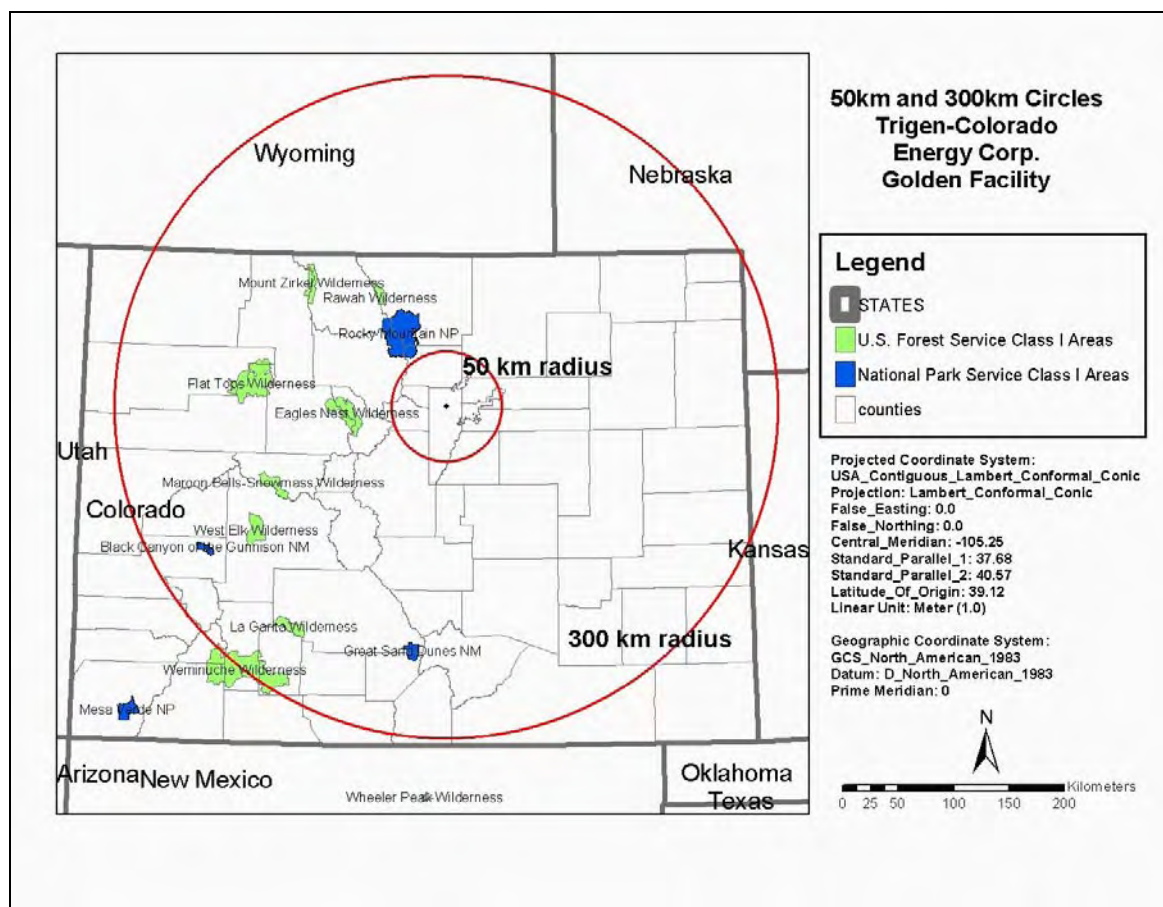 50km and 300km Circles
Trigen-Colorado
Energy Corp.
Golden Facility
Wyoming
Nebraska
Legend
STATES
U.S. Forest Service Class I Areas
National Park Service Class I Areas
counties
Mount Zirkel Wilderness
Rawah Wilderness
Rocky Mountain NP
50 km radius
Flat Tops Wilderness
Eagles Nest Wilderness
Utah
Maroon Bells-Snowmass Wilderness
Colorado
West Elk Wilderness
Black Canyon of the Gunnison NM
Kansas
La Garita Wilderness
300 km radius
Great Sand Dunes NM
Weminuche Wilderness
Mesa Verde NP
Arizona
New Mexico
Oklahoma
Texas
Wheeler Peak Wilderness
Projected Coordinate System:
USA_Contiguous_Lambert_Conformal_Conic
Projection: Lambert_Conformal_Conic
False_Easting: 0.0
False_Northing: 0.0
Central_Meridian: -105.25
Standard_Parallel_1: 37.68
Standard_Parallel_2: 40.57
Latitude_Of_Origin: 39.12
Linear Unit: Meter (1.0)
Geographic Coordinate System:
GCS_North_American_1983
Datum: D_North_American_1983
Prime Meridian: 0
N
Kilometers
0 25 50 100 150 200